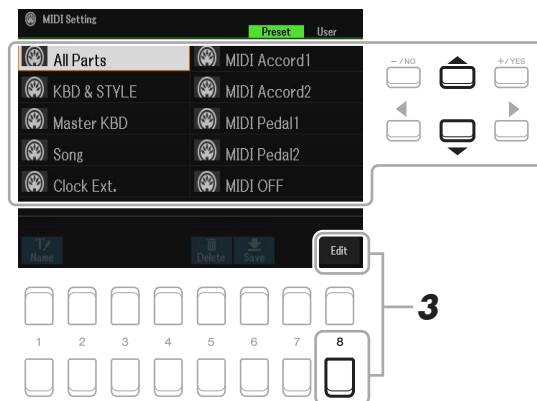 MIDI Setting
Preset User
All Parts MIDI Accord1
KBD & STYLE MIDI Accord2
Master KBD MIDI Pedal1
Song MIDI Pedal2
Clock Ext. MIDI OFF
T/ Name Delete Save Edit
–/NO +/YES
3
1 2 3 4 5 6 7 8